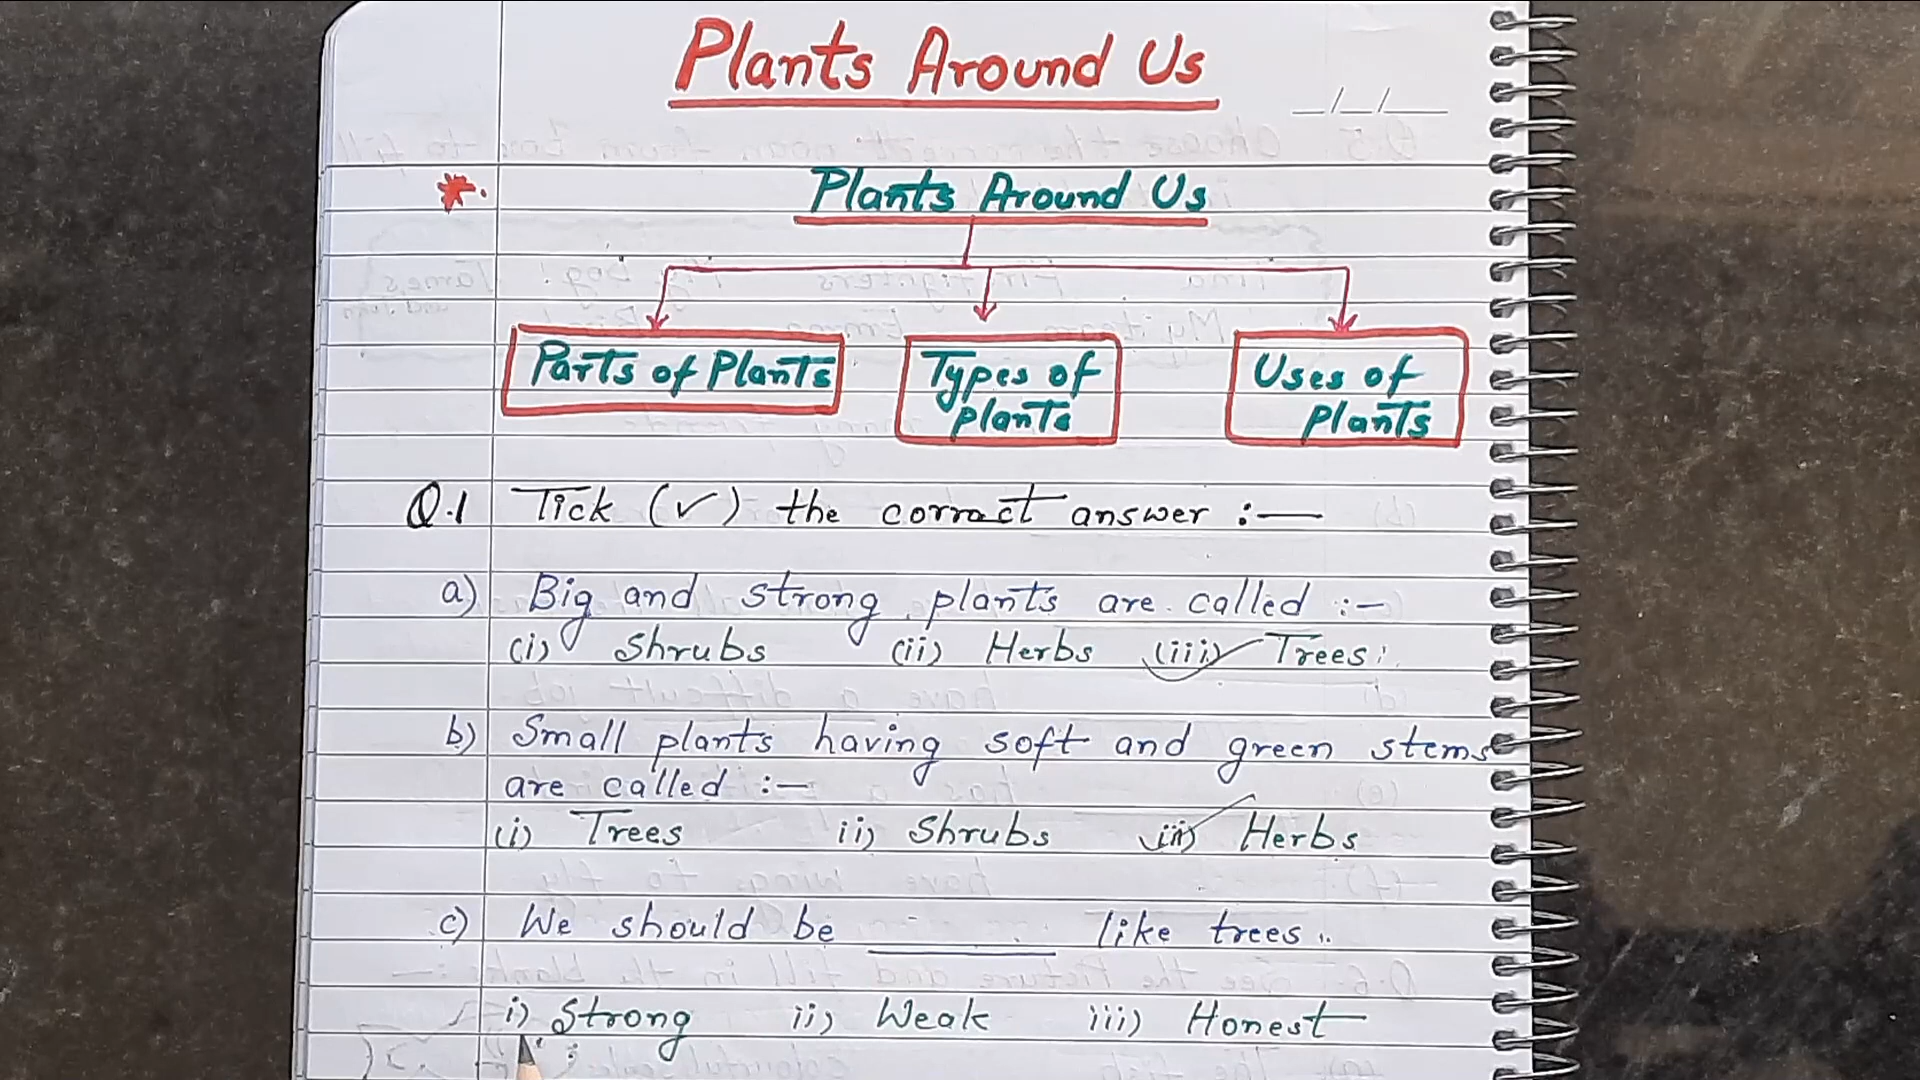 Plants Around Us
_/_/__
*. Plants Around Us
Parts of Plants
Types of
plants
Uses of
plants
Q.1 Tick (✓) the correct answer :—
a) Big and strong plants are called :-
(i) Shrubs (ii) Herbs (iii) ✓ Trees.
b) Small plants having soft and green stems
are called :-
(i) Trees ii) Shrubs ✓ iii) Herbs
c) We should be ______ like trees.
i) Strong ii) Weak iii) Honest